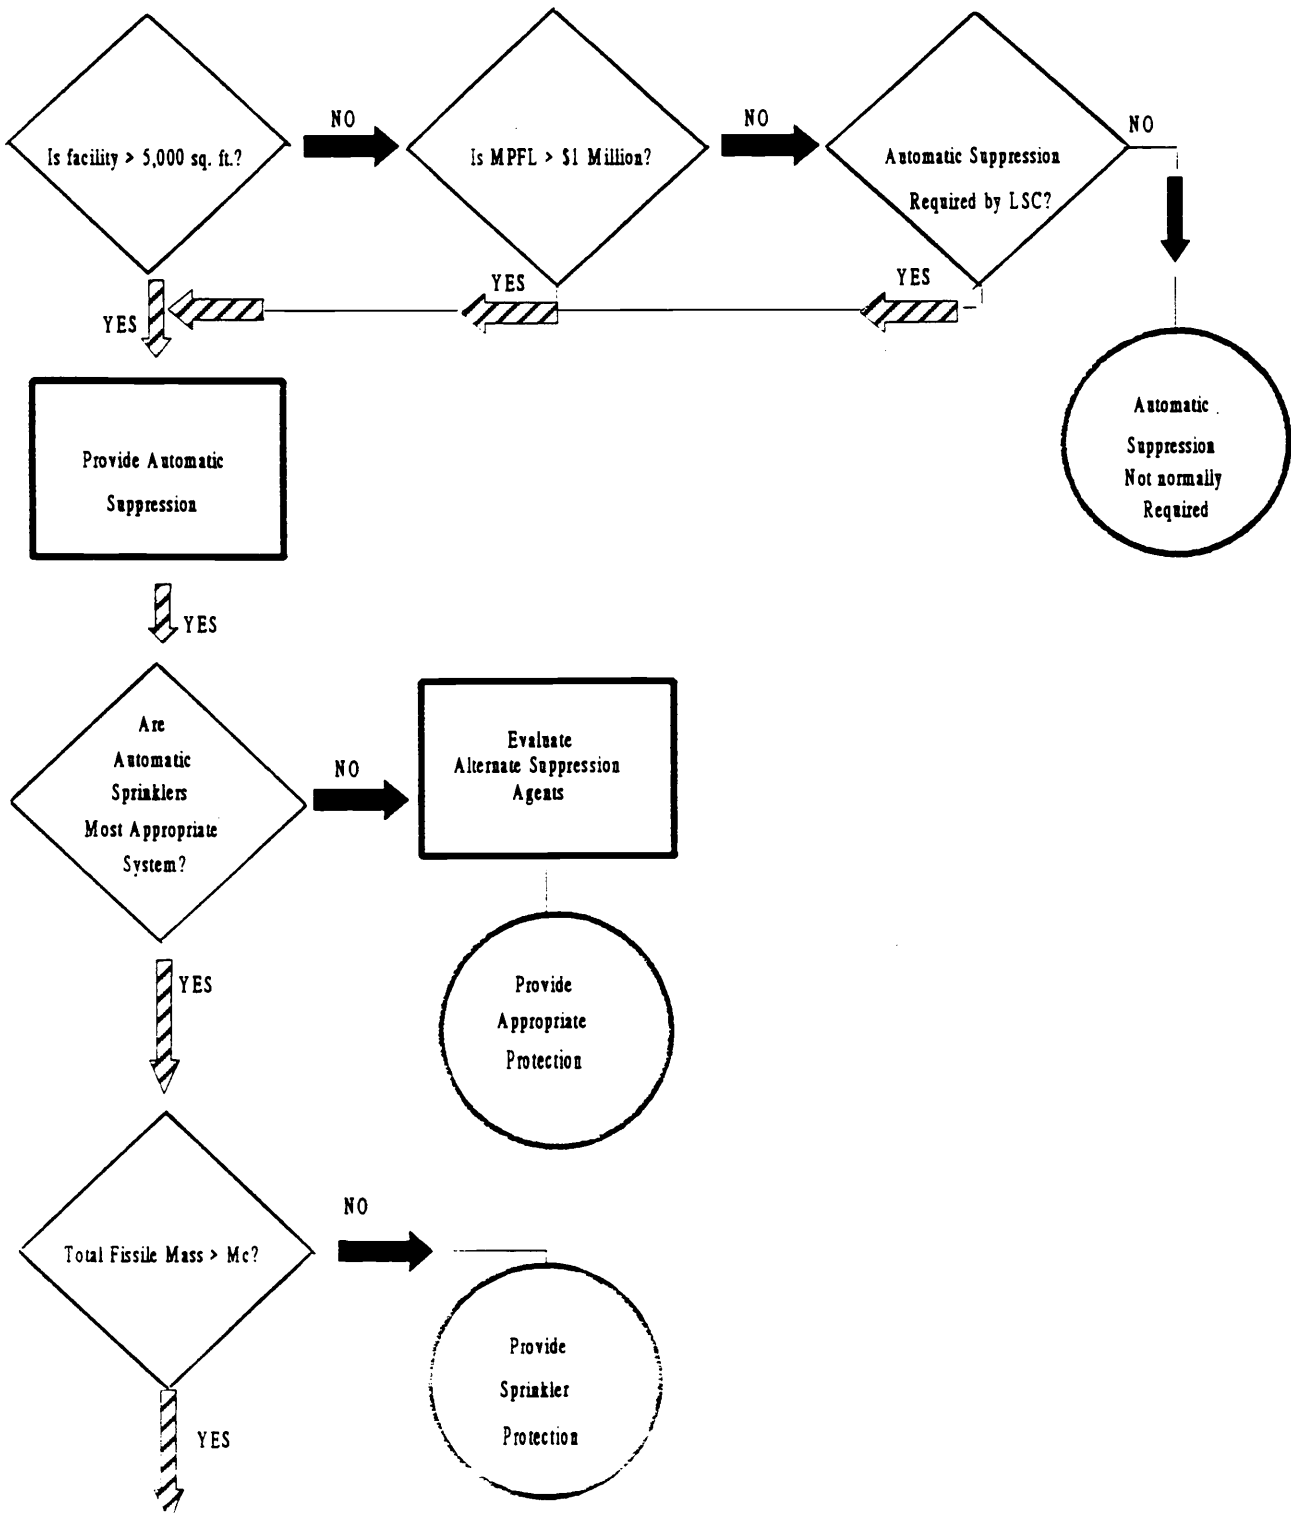 Is facility > 5,000 sq. ft.?
NO
Is MPFL > $1 Million?
NO
Automatic Suppression
Required by LSC?
NO
YES
YES
YES
Provide Automatic
Suppression
Automatic
Suppression
Not normally
Required
YES
Are
Automatic
Sprinklers
Most Appropriate
System?
NO
Evaluate
Alternate Suppression
Agents
YES
Provide
Appropriate
Protection
Total Fissile Mass > Mc?
NO
Provide
Sprinkler
Protection
YES